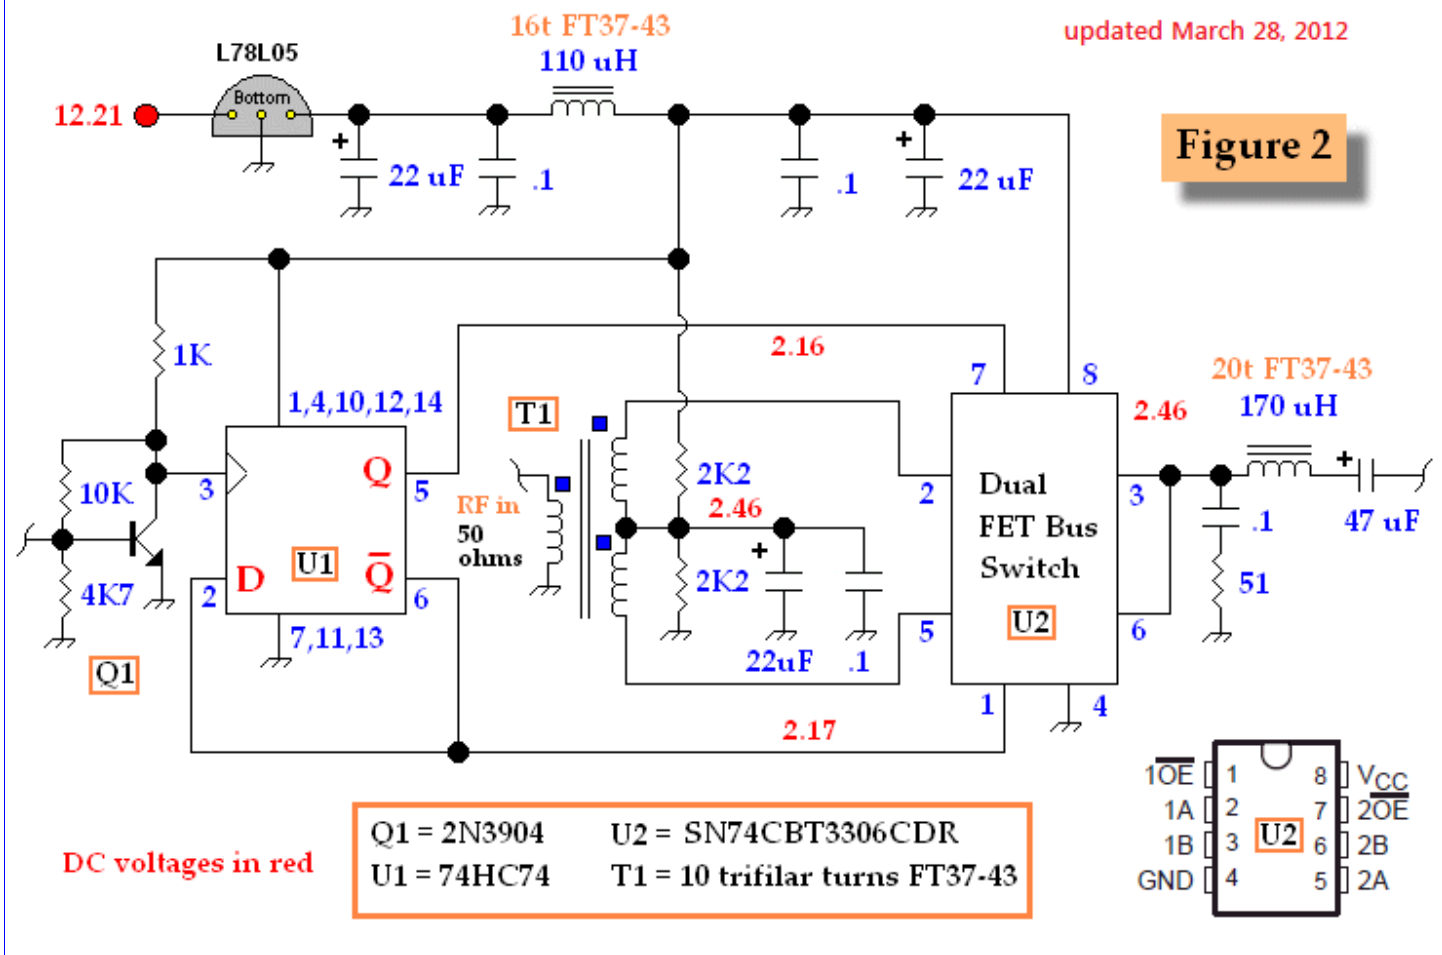 16t FT37-43
updated March 28, 2012
L78L05
110 uH
Bottom
12.21
Figure 2
+
22 uF
.1
.1
+
22 uF
1K
2.16
7
8
20t FT37-43
170 uH
1,4,10,12,14
T1
2.46
3
Q
5
10K
RF in
50
ohms
2K2
2.46
2
Dual
FET Bus
Switch
3
+
.1
47 uF
U1
D
Q̅
2
6
4K7
2K2
+
51
7,11,13
22uF
.1
5
U2
6
Q1
1
4
2.17
1O̅E̅
1
8
VCC
1A
2
7
2O̅E̅
1B
3
U2
6
2B
GND
4
5
2A
DC voltages in red
Q1 = 2N3904
U2 = SN74CBT3306CDR
U1 = 74HC74
T1 = 10 trifilar turns FT37-43